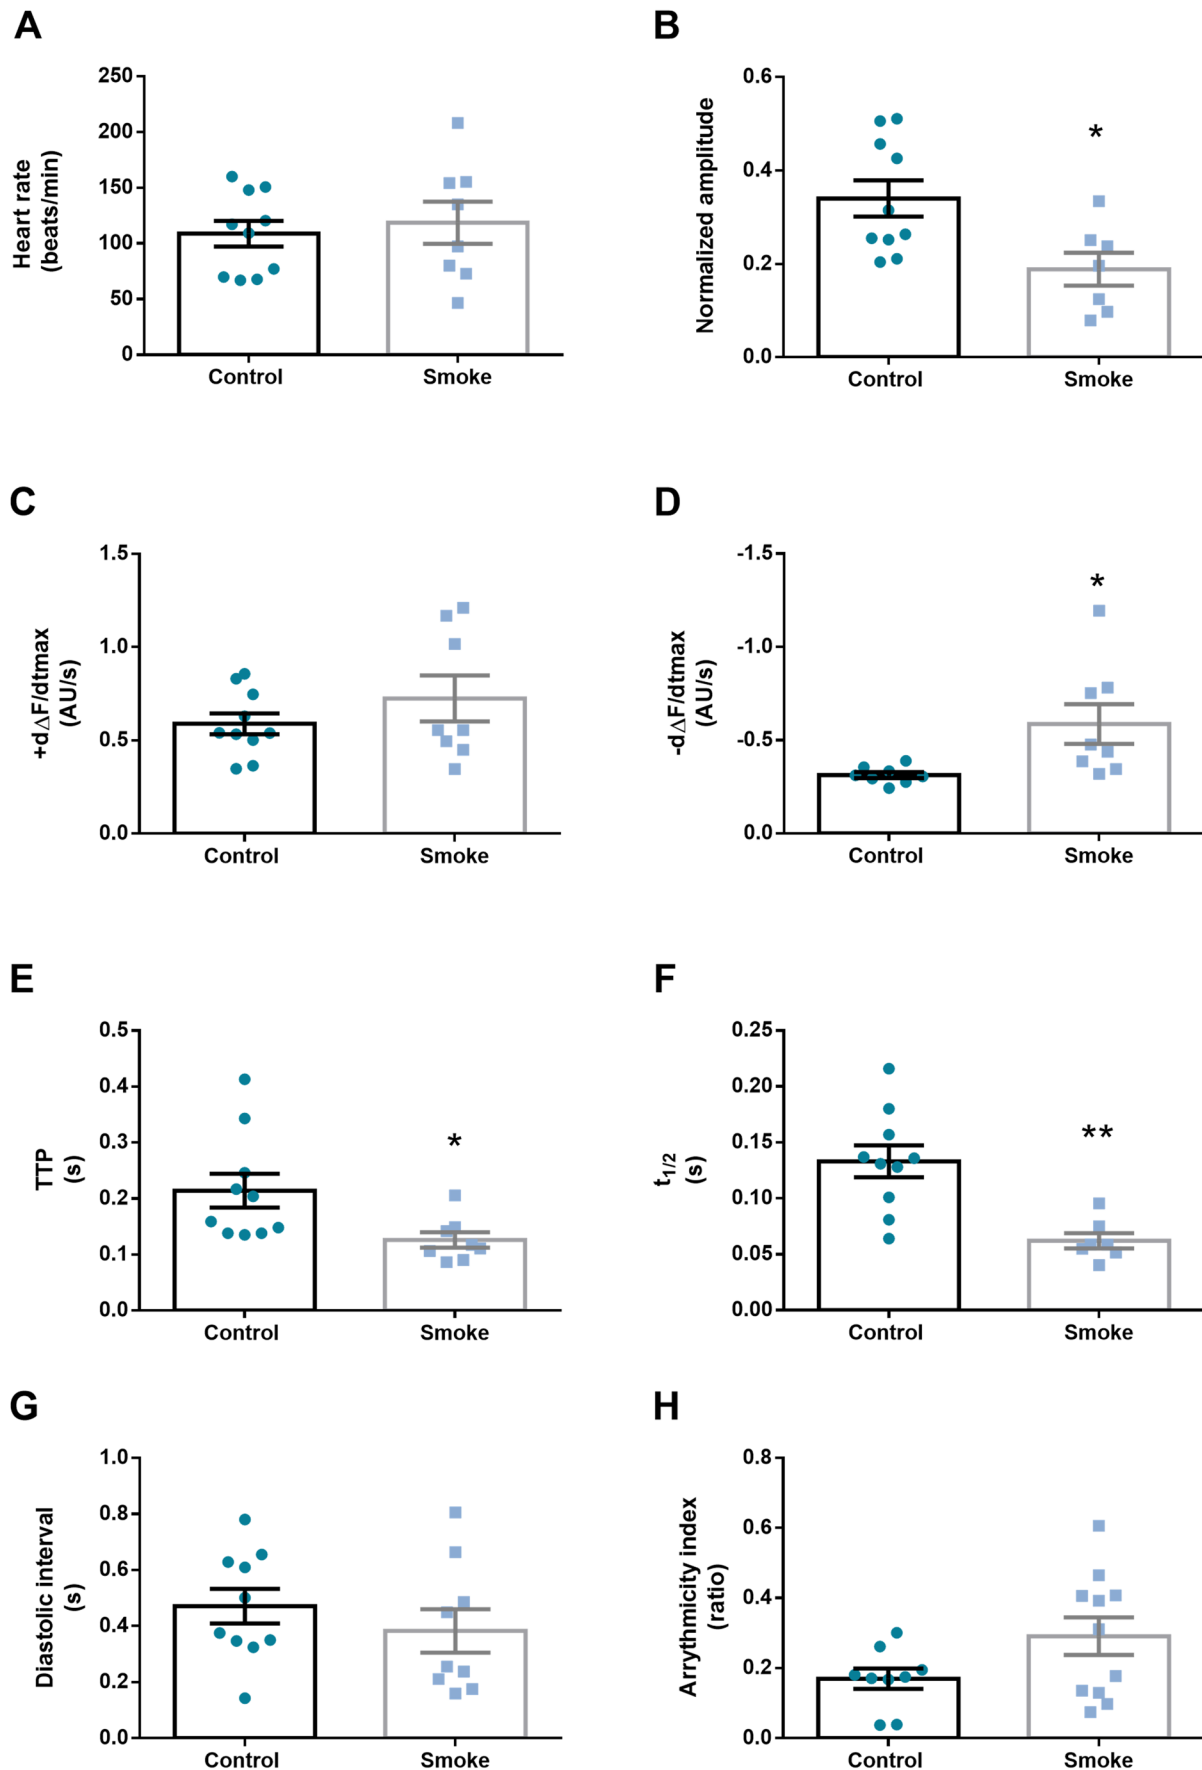 A
Heart rate
(beats/min)
250
200
150
100
50
0
Control
Smoke
B
Normalized amplitude
0.6
0.4
0.2
0.0
*
Control
Smoke
C
+dΔF/dtmax
(AU/s)
1.5
1.0
0.5
0.0
Control
Smoke
D
-dΔF/dtmax
(AU/s)
-1.5
-1.0
-0.5
0.0
*
Control
Smoke
E
TTP
(s)
0.5
0.4
0.3
0.2
0.1
0.0
*
Control
Smoke
F
t1/2
(s)
0.25
0.20
0.15
0.10
0.05
0.00
**
Control
Smoke
G
Diastolic interval
(s)
1.0
0.8
0.6
0.4
0.2
0.0
Control
Smoke
H
Arrythmicity index
(ratio)
0.8
0.6
0.4
0.2
0.0
Control
Smoke